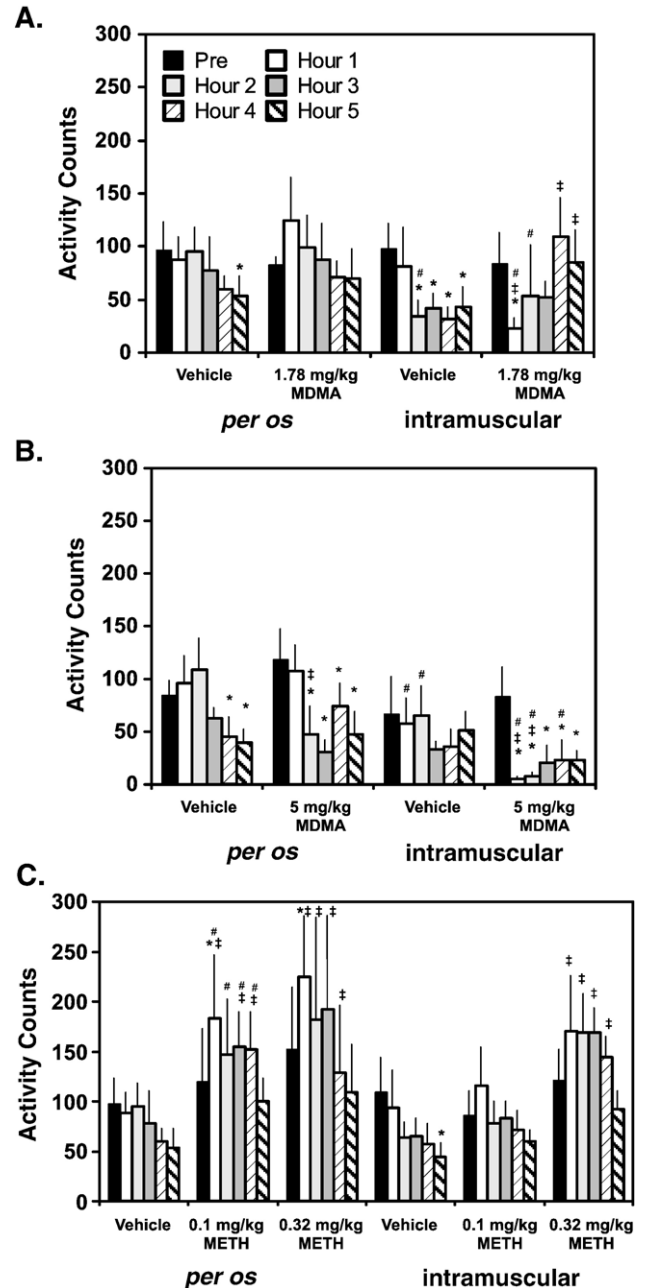 A.
300
Pre Hour 1
250
Hour 2 Hour 3
Hour 4 Hour 5
200
Activity Counts
150
‡
‡
# #
* # * * * * ‡ *
100
50
0
Vehicle 1.78 mg/kg MDMA Vehicle 1.78 mg/kg MDMA
per os intramuscular
B.
300
250
200
Activity Counts
150
100
50
0
‡ * # # # #
* * * * * * ‡ ‡ * # *
* * *
Vehicle 5 mg/kg MDMA Vehicle 5 mg/kg MDMA
per os intramuscular
C.
300
*‡ ‡ ‡
250
#
*‡
‡
200
# # # ‡ ‡ ‡
‡ ‡ ‡
Activity Counts
150
100
*
50
0
Vehicle 0.1 mg/kg METH 0.32 mg/kg METH Vehicle 0.1 mg/kg METH 0.32 mg/kg METH
per os intramuscular